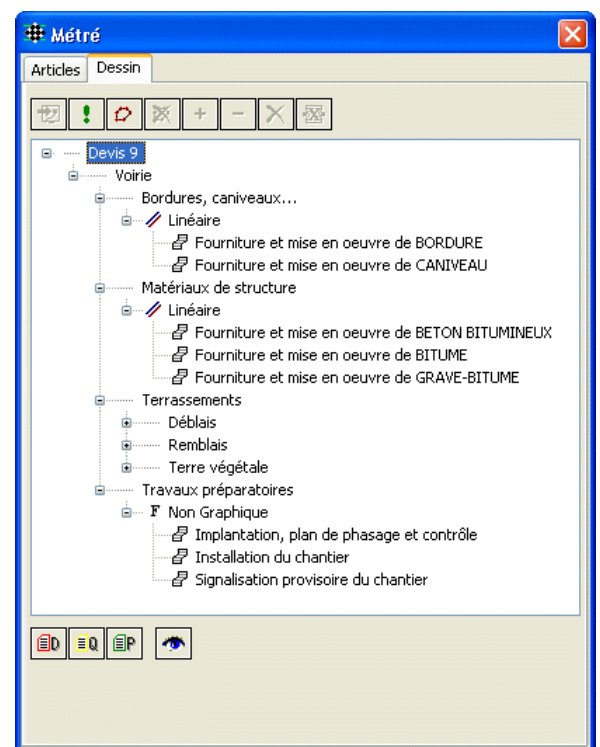 Métré
Articles Dessin
Devis 9
Voirie
Bordures, caniveaux...
Linéaire
Fourniture et mise en oeuvre de BORDURE
Fourniture et mise en oeuvre de CANIVEAU
Matériaux de structure
Linéaire
Fourniture et mise en oeuvre de BETON BITUMINEUX
Fourniture et mise en oeuvre de BITUME
Fourniture et mise en oeuvre de GRAVE-BITUME
Terrassements
Déblais
Remblais
Terre végétale
Travaux préparatoires
F Non Graphique
Implantation, plan de phasage et contrôle
Installation du chantier
Signalisation provisoire du chantier
D Q P